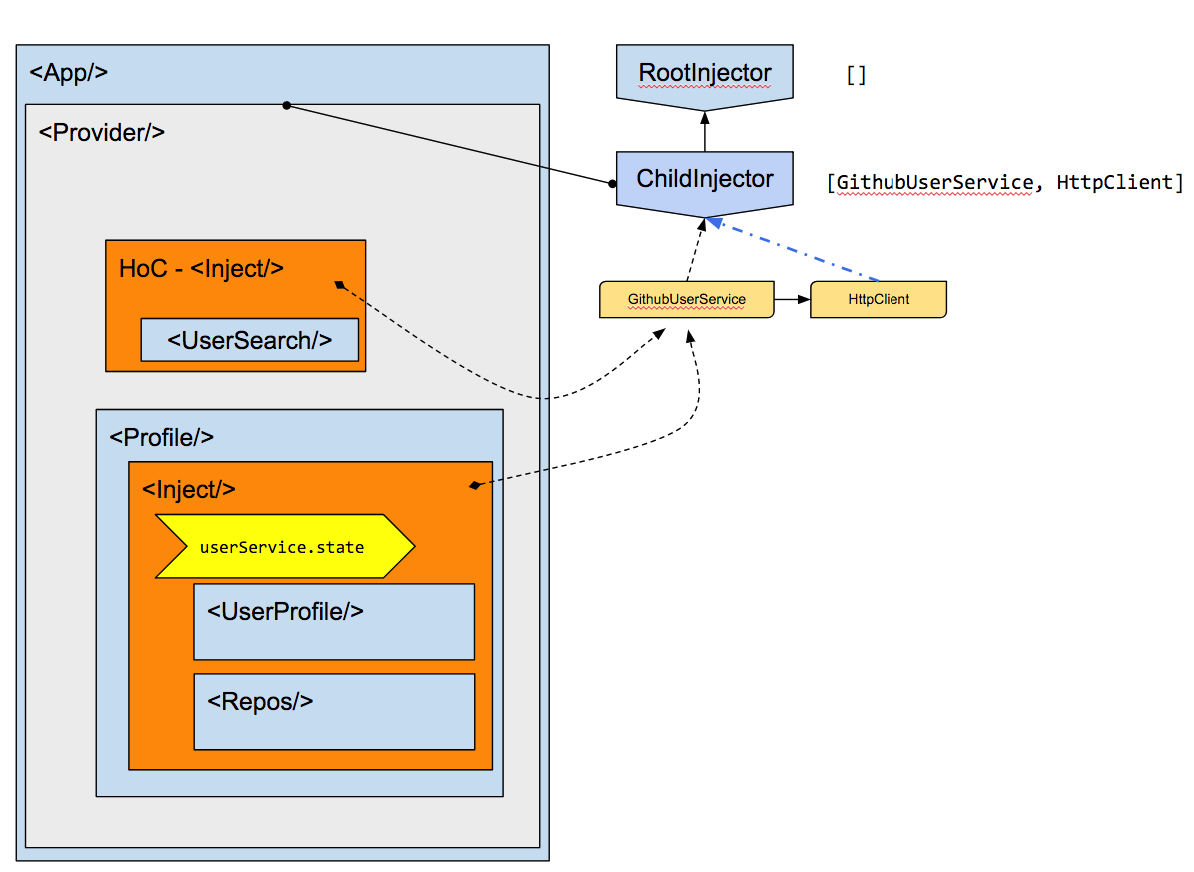 <App/>
RootInjector
[]
<Provider/>
ChildInjector
[GithubUserService, HttpClient]
HoC - <Inject/>
<UserSearch/>
GithubUserService
HttpClient
<Profile/>
<Inject/>
userService.state
<UserProfile/>
<Repos/>